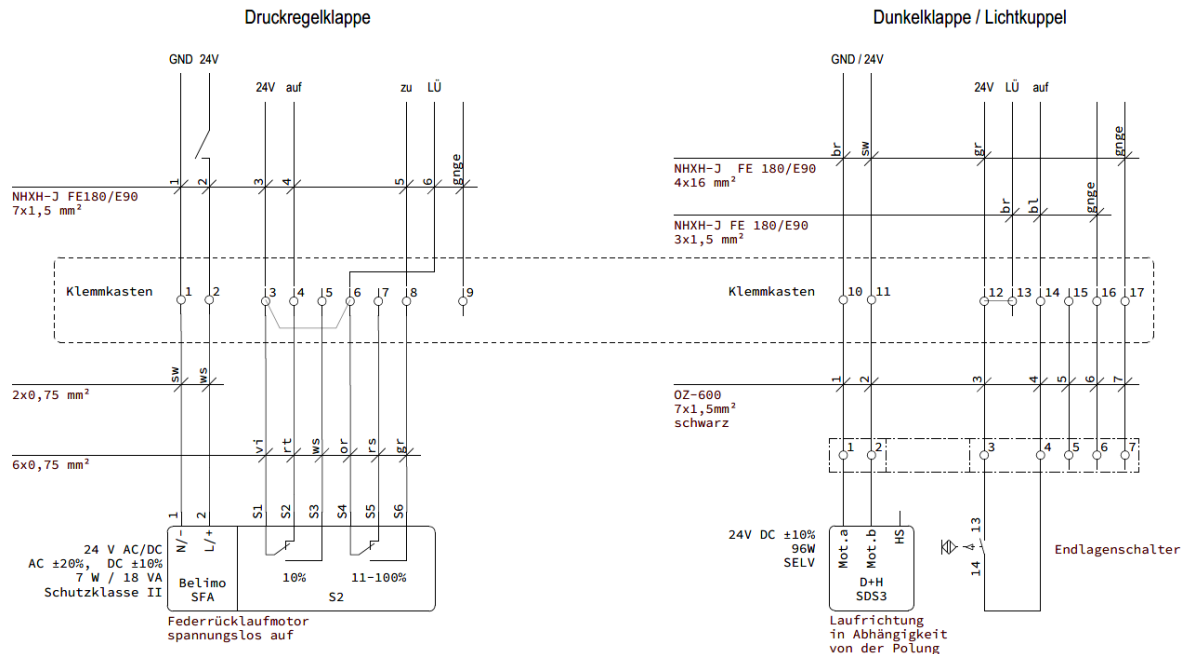 Druckregelklappe
Dunkelklappe / Lichtkuppel
GND 24V
24V auf
zu LÜ
GND / 24V
24V LÜ auf
1 2 3 4 5 6 gnge
NHXH-J FE180/E90
7x1,5 mm²
br sw gr gnge
NHXH-J FE 180/E90
4x16 mm²
br bl gnge
NHXH-J FE 180/E90
3x1,5 mm²
Klemmkasten
1 2 3 4 5 6 7 8 9
Klemmkasten
10 11 12 13 14 15 16 17
sw ws
2x0,75 mm²
1 2 3 4 5 6 7
OZ-600
7x1,5mm²
schwarz
vi rt ws or rs gr
6x0,75 mm²
1 2 3 4 5 6 7
1 2 S1 S2 S3 S4 S5 S6
N/- L/+
24 V AC/DC
AC ±20%, DC ±10%
7 W / 18 VA
Schutzklasse II
Belimo
SFA
10% 11-100%
S2
Federrücklaufmotor
spannungslos auf
24V DC ±10%
96W
SELV
Mot.a Mot.b HS
D+H
SDS3
13
14
Endlagenschalter
Laufrichtung
in Abhängigkeit
von der Polung